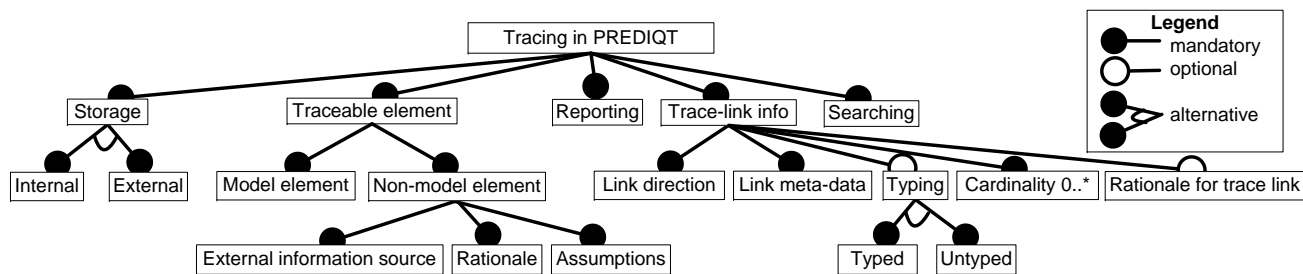 Tracing in PREDIQT
Legend
mandatory
optional
alternative
Storage
Traceable element
Reporting
Trace-link info
Searching
Internal
External
Model element
Non-model element
Link direction
Link meta-data
Typing
Cardinality 0..*
Rationale for trace link
External information source
Rationale
Assumptions
Typed
Untyped